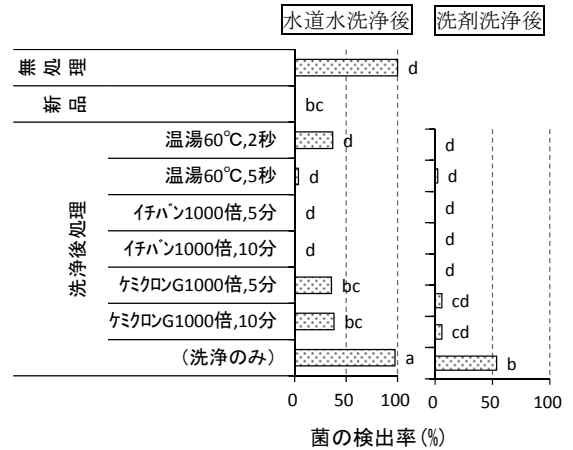 水道水洗浄後 洗剤洗浄後
無処理 d
新品 bc
温湯60℃,2秒 d d
温湯60℃,5秒 d d
ｲﾁﾊﾞﾝ1000倍,5分 d d
ｲﾁﾊﾞﾝ1000倍,10分 d d
ｹﾐｸﾛﾝG1000倍,5分 bc d
ｹﾐｸﾛﾝG1000倍,10分 bc cd
(洗浄のみ) a cd
b
洗浄後処理
0 50 100 0 50 100
菌の検出率(%)